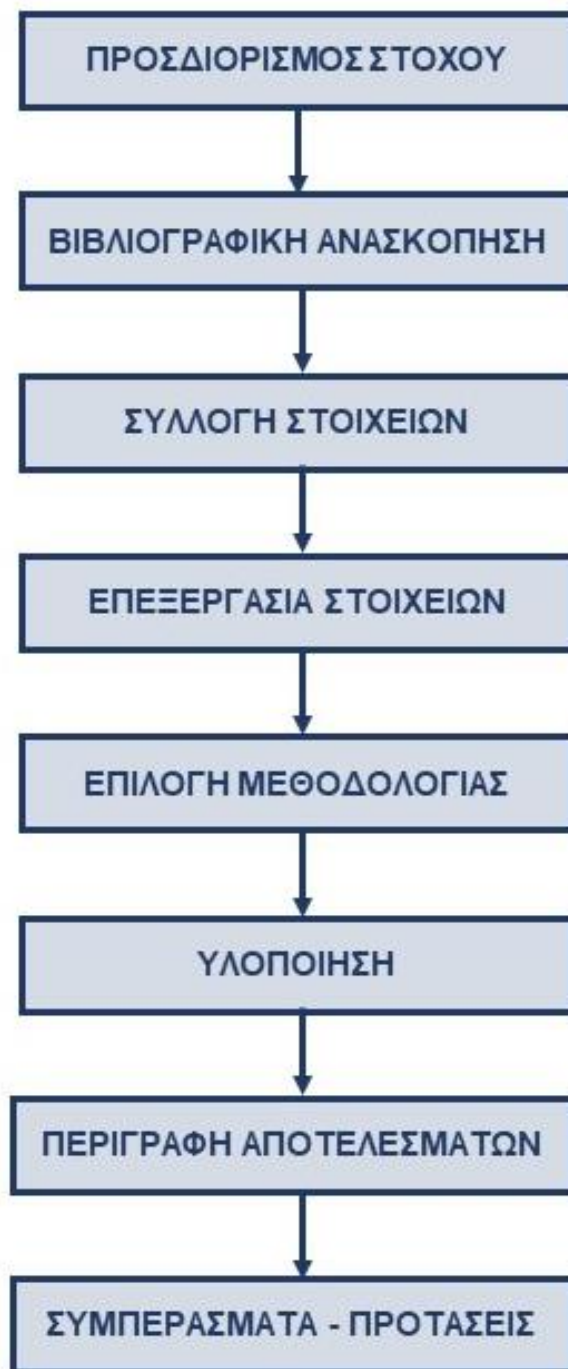 ΠΡΟΣΔΙΟΡΙΣΜΟΣ ΣΤΟΧΟΥ
ΒΙΒΛΙΟΓΡΑΦΙΚΗ ΑΝΑΣΚΟΠΗΣΗ
ΣΥΛΛΟΓΗ ΣΤΟΙΧΕΙΩΝ
ΕΠΕΞΕΡΓΑΣΙΑ ΣΤΟΙΧΕΙΩΝ
ΕΠΙΛΟΓΗ ΜΕΘΟΔΟΛΟΓΙΑΣ
ΥΛΟΠΟΙΗΣΗ
ΠΕΡΙΓΡΑΦΗ ΑΠΟΤΕΛΕΣΜΑΤΩΝ
ΣΥΜΠΕΡΑΣΜΑΤΑ - ΠΡΟΤΑΣΕΙΣ